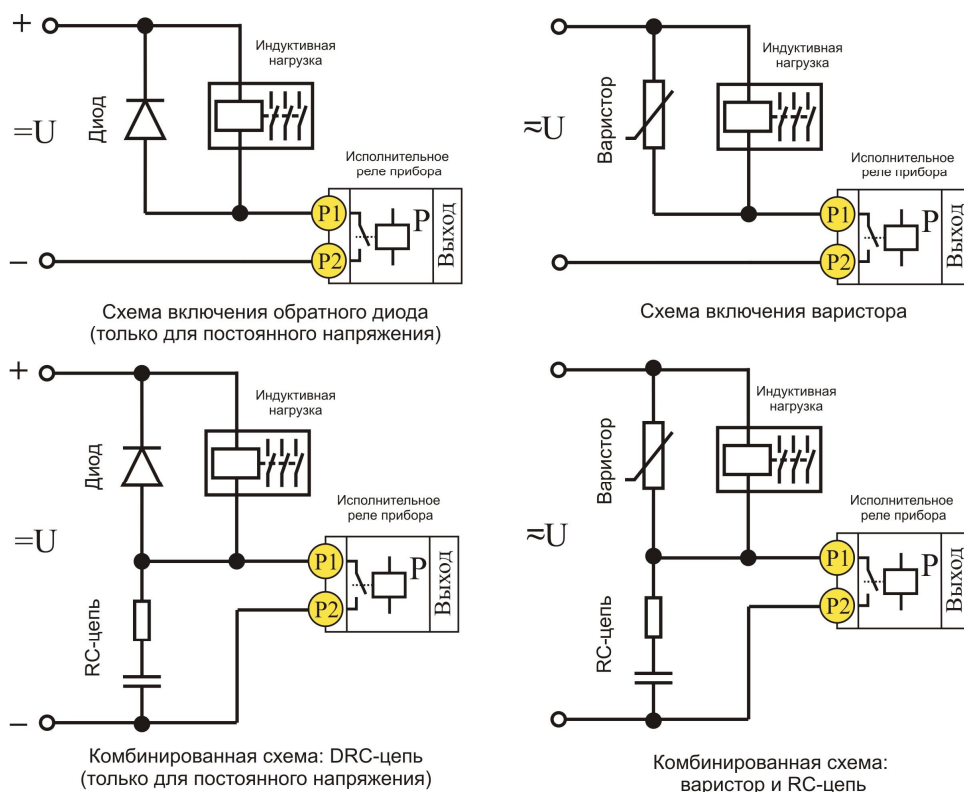 +
Индуктивная
нагрузка
Диод
=U
Исполнительное
реле прибора
P1
P
Выход
P2
–
Схема включения обратного диода
(только для постоянного напряжения)
Индуктивная
нагрузка
Варистор
≂U
Исполнительное
реле прибора
P1
P
Выход
P2
Схема включения варистора
+
Индуктивная
нагрузка
Диод
=U
Исполнительное
реле прибора
P1
P
Выход
P2
RC-цепь
–
Комбинированная схема: DRC-цепь
(только для постоянного напряжения)
Индуктивная
нагрузка
Варистор
≂U
Исполнительное
реле прибора
P1
P
Выход
P2
RC-цепь
Комбинированная схема:
варистор и RC-цепь